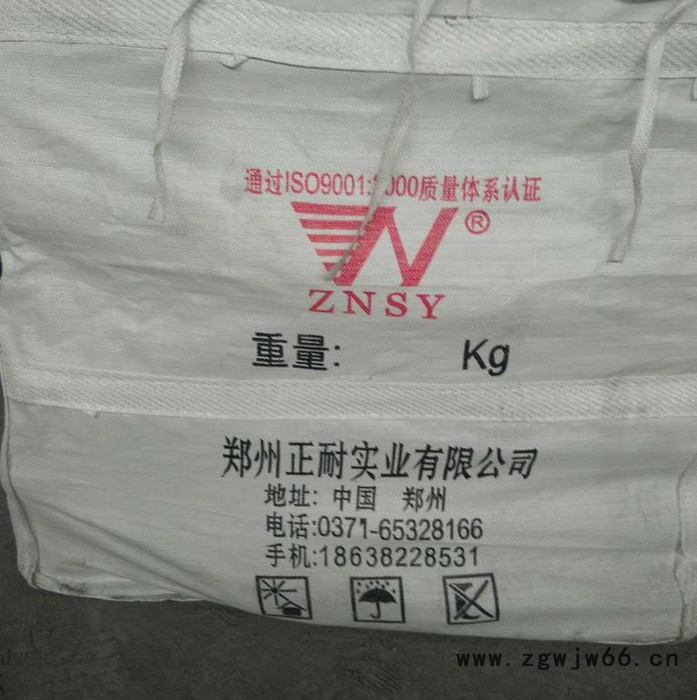 通过ISO9001:2000质量体系认证
®
ZNSY
重量: Kg
郑州正耐实业有限公司
地址: 中国 郑州
电话:0371-65328166
手机:18638228531
www.zgwjw66.cn